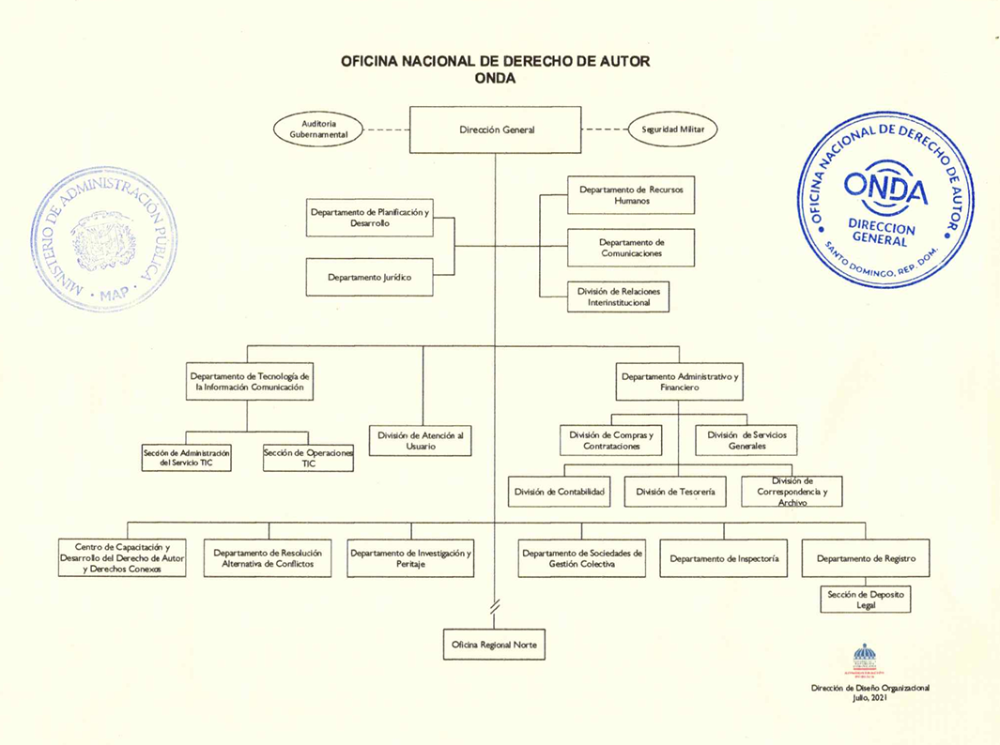 OFICINA NACIONAL DE DERECHO DE AUTOR
ONDA
Auditoria
Gubernamental
Dirección General
Seguridad Militar
MINISTERIO DE ADMINISTRACIÓN PÚBLICA
• MAP •
OFICINA NACIONAL DE DERECHO DE AUTOR
ONDA
DIRECCION
GENERAL
SANTO DOMINGO, REP. DOM.
Departamento de Planificación y
Desarrollo
Departamento Jurídico
Departamento de Recursos
Humanos
Departamento de
Comunicaciones
División de Relaciones
Interinstitucional
Departamento de Tecnología de
la Información Comunicación
Sección de Administración
del Servicio TIC
Sección de Operaciones
TIC
División de Atención al
Usuario
Departamento Administrativo y
Financiero
División de Compras y
Contrataciones
División de Servicios
Generales
División de Contabilidad
División de Tesorería
División de
Correspondencia y
Archivo
Centro de Capacitación y
Desarrollo del Derecho de Autor
y Derechos Conexos
Departamento de Resolución
Alternativa de Conflictos
Departamento de Investigación y
Peritaje
Departamento de Sociedades de
Gestión Colectiva
Departamento de Inspectoría
Departamento de Registro
Sección de Deposito
Legal
Oficina Regional Norte
Dirección de Diseño Organizacional
Julio, 2021